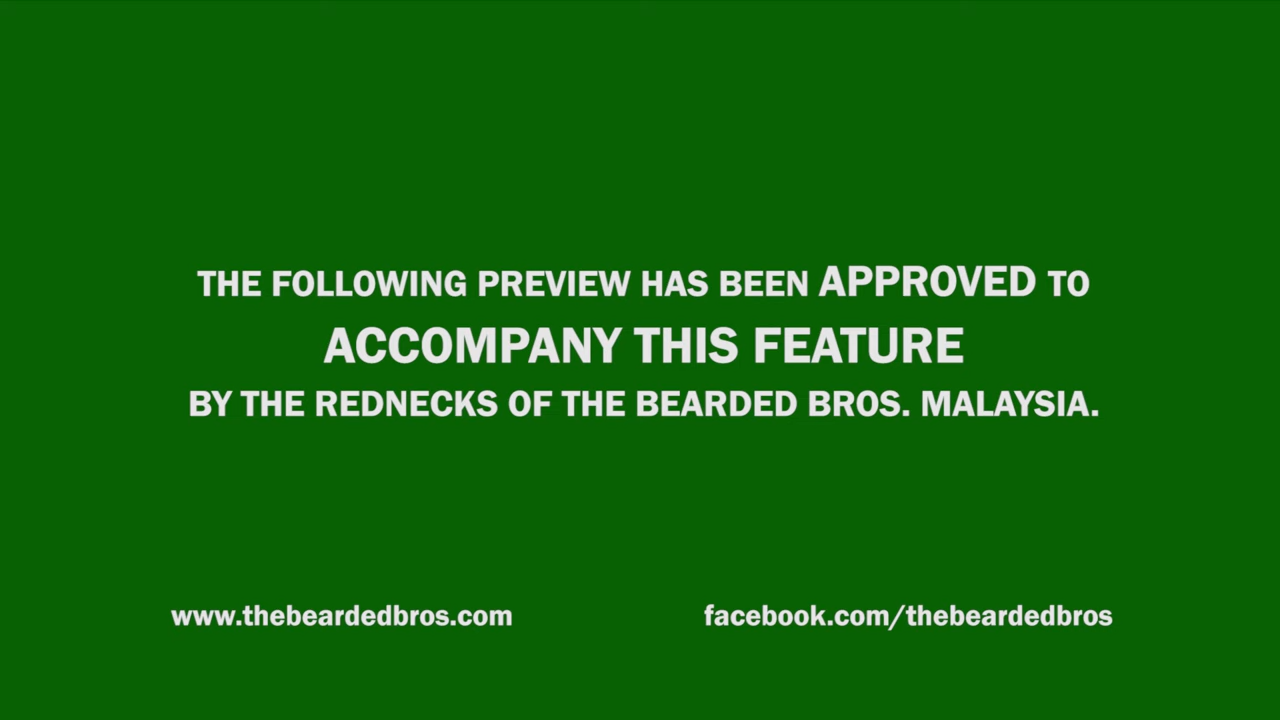 THE FOLLOWING PREVIEW HAS BEEN APPROVED TO
ACCOMPANY THIS FEATURE
BY THE REDNECKS OF THE BEARDED BROS. MALAYSIA.
www.thebeardedbros.com
facebook.com/thebeardedbros